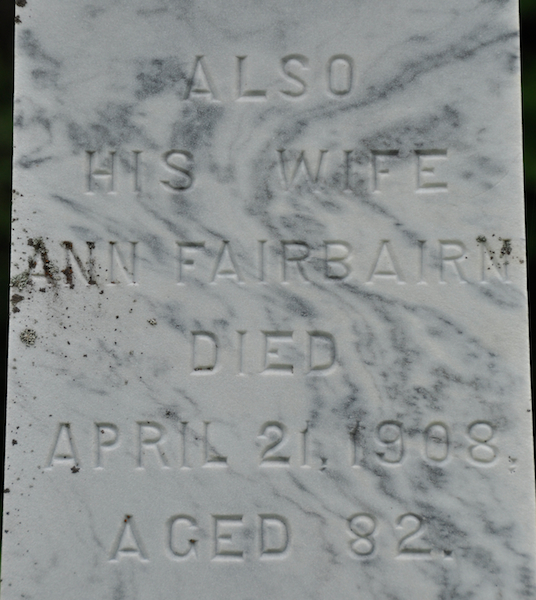 ALSO
HIS WIFE
ANN FAIRBAIRN
DIED
APRIL 21, 1908.
AGED 82.